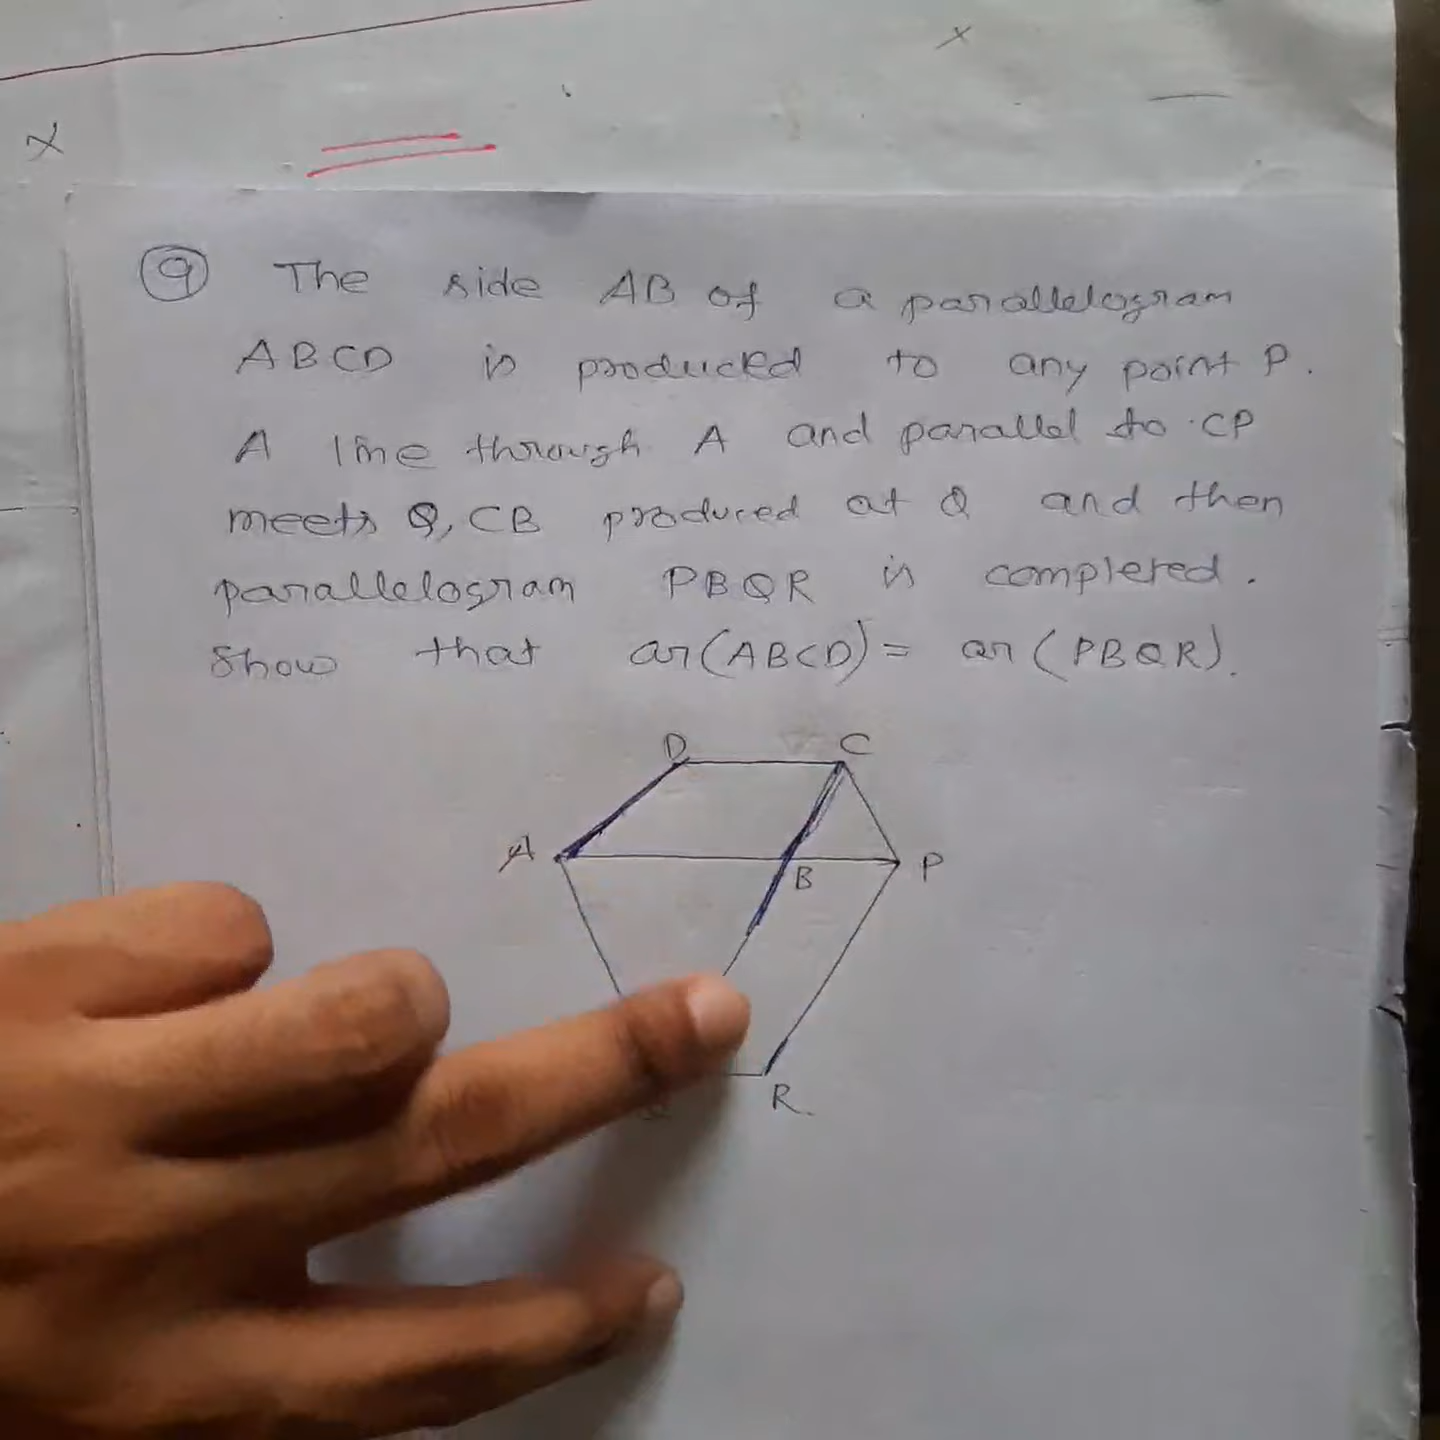 9 The side AB of a parallelogram
ABCD is produced to any point P.
A line through A and parallel to CP
meets Q, CB produced at Q and then
parallelogram PBQR is completed.
Show that ar(ABCD) = ar (PBQR).
D C
A B P
R